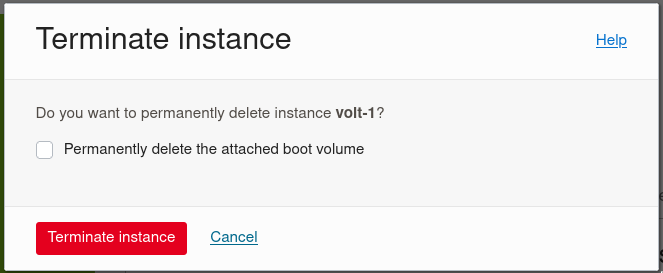 Terminate instance
Help
Do you want to permanently delete instance volt-1?
Permanently delete the attached boot volume
Terminate instance
Cancel